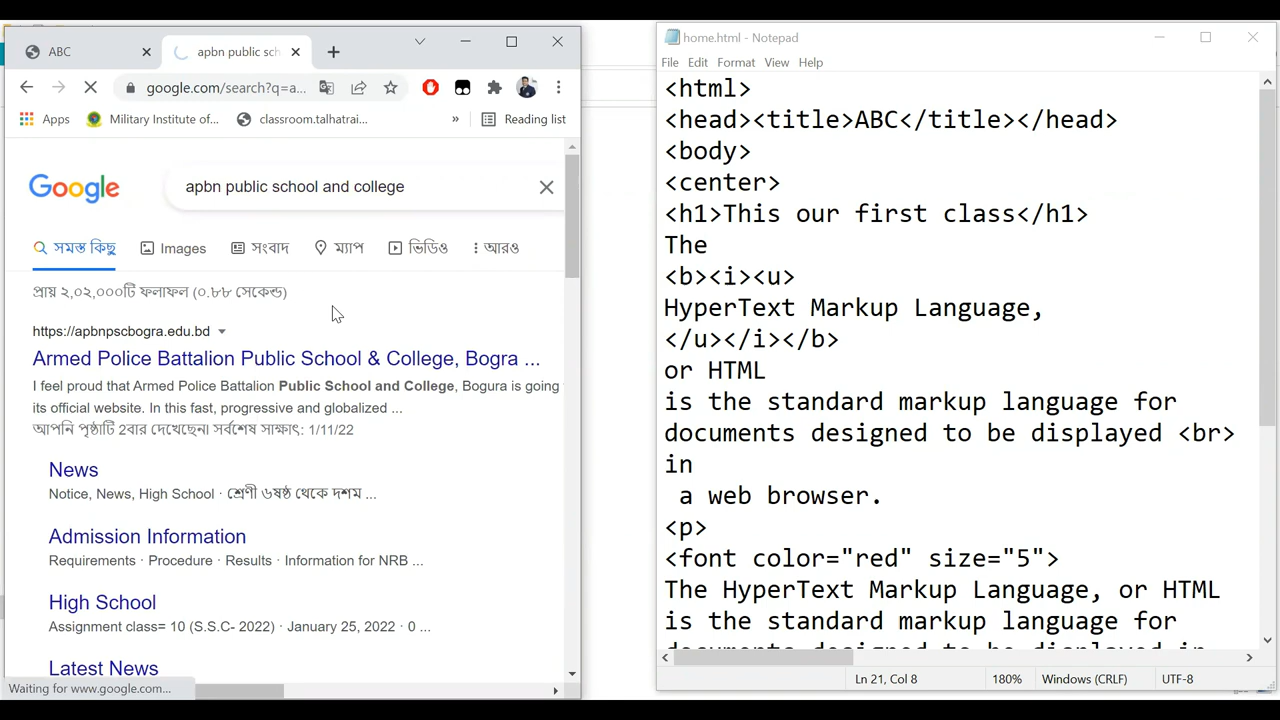 ABC
apbn public sch
google.com/search?q=a...
Apps
Military Institute of...
classroom.talhatrai...
»
Reading list
Google
apbn public school and college
সমস্ত কিছু
Images
সংবাদ
ম্যাপ
ভিডিও
আরও
প্রায় ২,০২,০০০টি ফলাফল (০.৮৮ সেকেন্ড)
https://apbnpscbogra.edu.bd
Armed Police Battalion Public School & College, Bogra ...
I feel proud that Armed Police Battalion Public School and College, Bogura is going
its official website. In this fast, progressive and globalized ...
আপনি পৃষ্ঠাটি 2বার দেখেছেন। সর্বশেষ সাক্ষাৎ: 1/11/22
News
Notice, News, High School · শ্রেণী ৬ষষ্ঠ থেকে দশম ...
Admission Information
Requirements · Procedure · Results · Information for NRB ...
High School
Assignment class= 10 (S.S.C- 2022) · January 25, 2022 · 0 ...
Latest News
Waiting for www.google.com...
home.html - Notepad
File Edit Format View Help
<html>
<head><title>ABC</title></head>
<body>
<center>
<h1>This our first class</h1>
The
<b><i><u>
HyperText Markup Language,
</u></i></b>
or HTML
is the standard markup language for
documents designed to be displayed <br>
in
a web browser.
<p>
<font color="red" size="5">
The HyperText Markup Language, or HTML
is the standard markup language for
documents designed to be displayed in
Ln 21, Col 8
180%
Windows (CRLF)
UTF-8